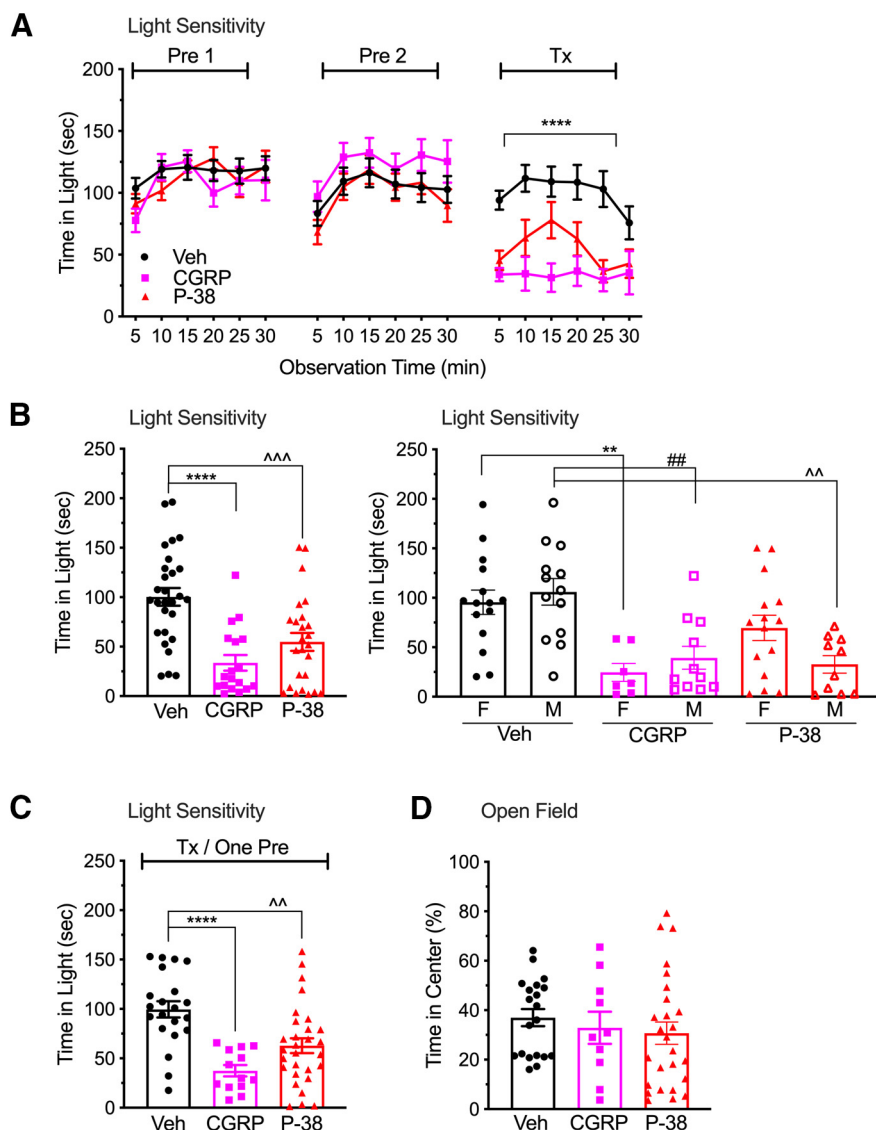 A
Light Sensitivity
Pre 1 Pre 2 Tx
200
150
100
50
0
Time in Light (sec)
****
Veh
CGRP
P-38
5 10 15 20 25 30 5 10 15 20 25 30 5 10 15 20 25 30
Observation Time (min)
B
Light Sensitivity
250
200
150
100
50
0
Time in Light (sec)
^^^
****
Veh CGRP P-38
Light Sensitivity
250
200
150
100
50
0
Time in Light (sec)
**
##
^^
F M F M F M
Veh CGRP P-38
C
Light Sensitivity
Tx / One Pre
250
200
150
100
50
0
Time in Light (sec)
^^
****
Veh CGRP P-38
D
Open Field
100
80
60
40
20
0
Time in Center (%)
Veh CGRP P-38